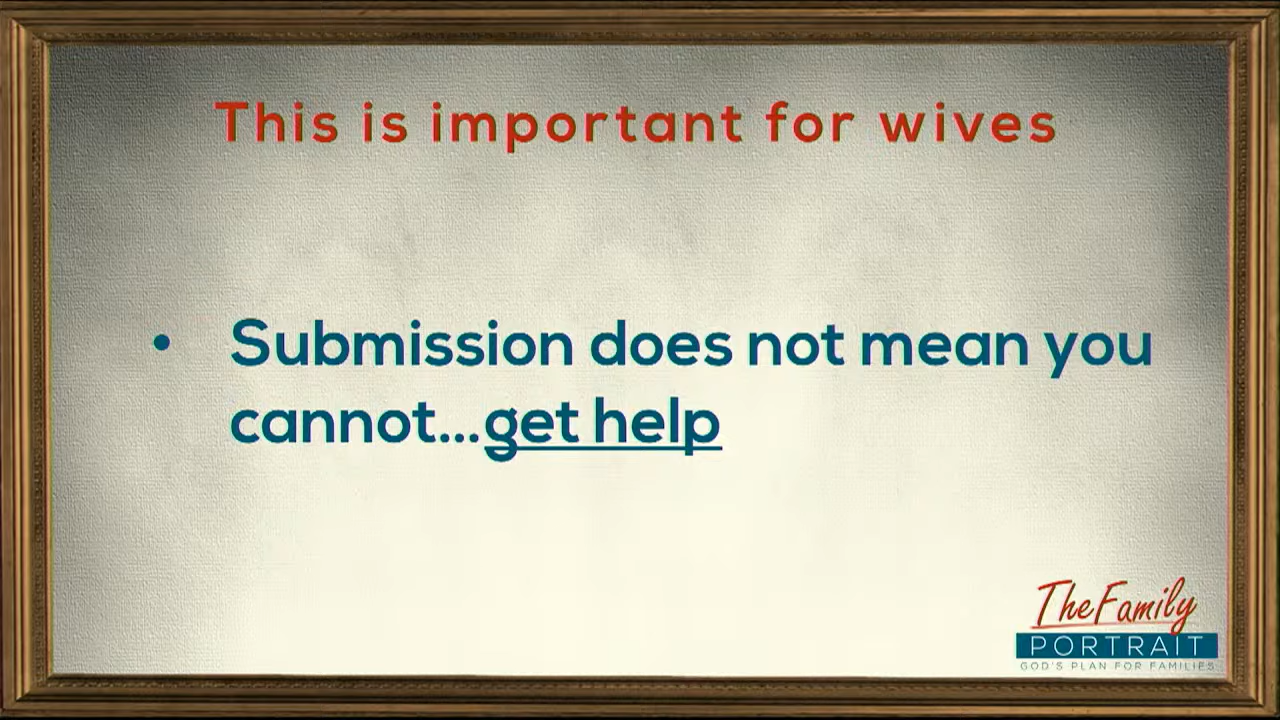 This is important for wives
• Submission does not mean you
cannot...get help
The Family
PORTRAIT
GOD'S PLAN FOR FAMILIES